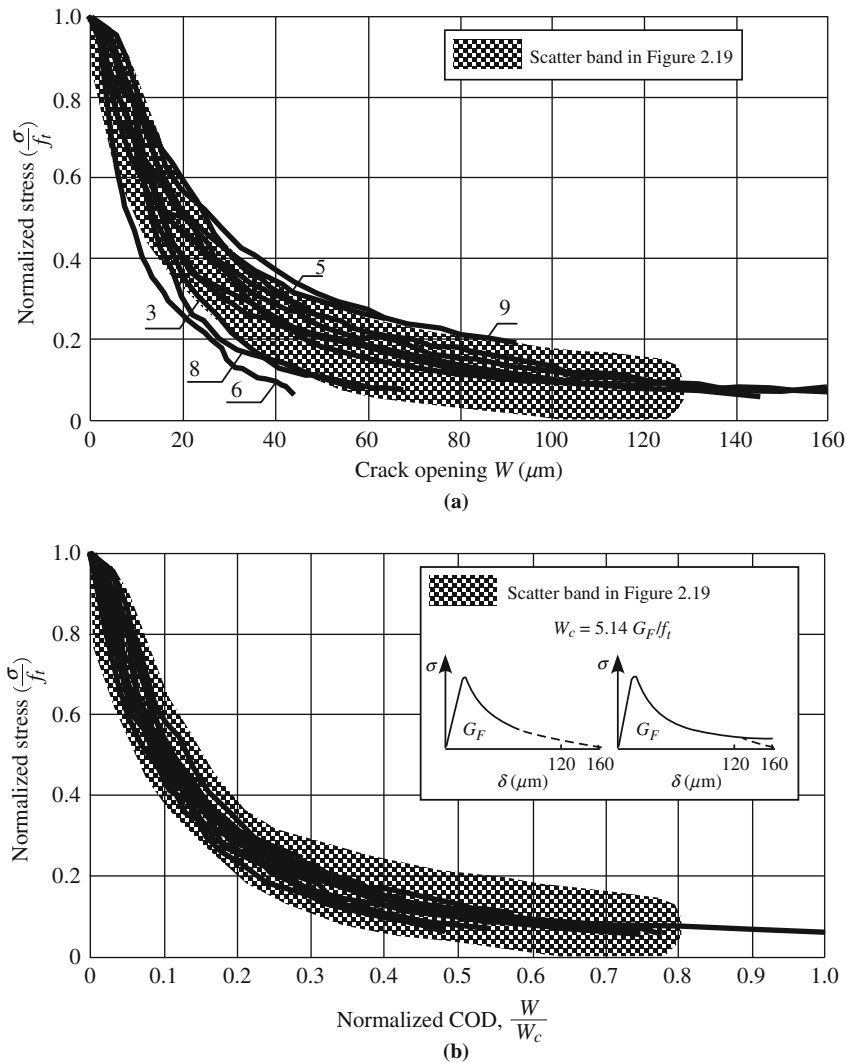 1.0
0.8
0.6
0.4
0.2
0
Normalized stress (σ/f_t)
Scatter band in Figure 2.19
5
3
9
8
6
0 20 40 60 80 100 120 140 160
Crack opening W (μm)
(a)
1.0
0.8
0.6
0.4
0.2
0
Normalized stress (σ/f_t)
Scatter band in Figure 2.19
W_c = 5.14 G_F/f_t
σ σ
G_F G_F
120 160 120 160
δ (μm) δ (μm)
0 0.1 0.2 0.3 0.4 0.5 0.6 0.7 0.8 0.9 1.0
Normalized COD, W/W_c
(b)